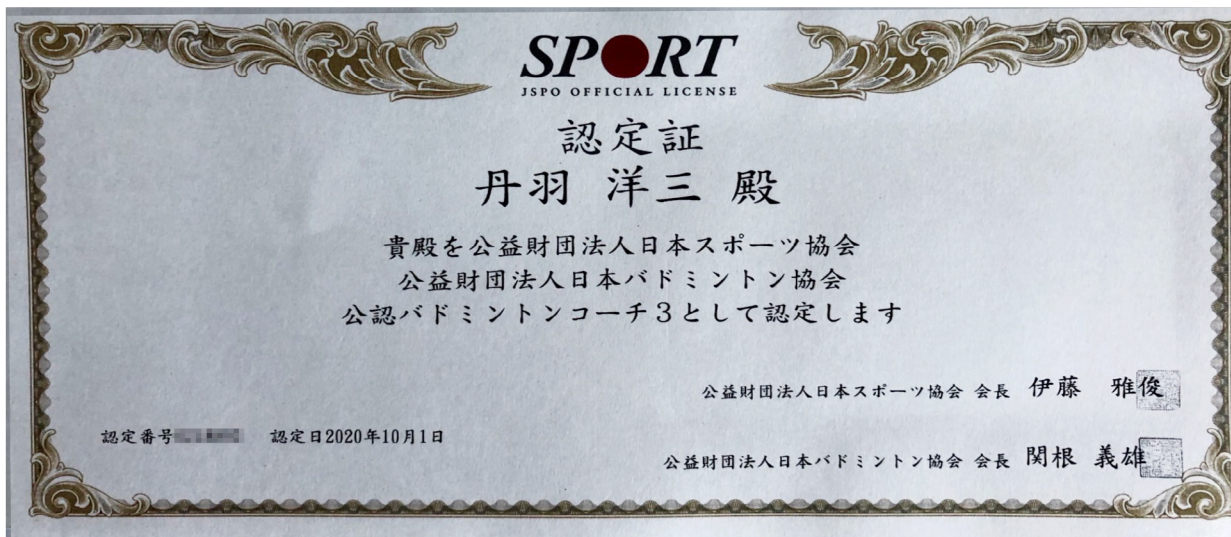 SPORT
JSPO OFFICIAL LICENSE
認定証
丹羽 洋三 殿
貴殿を公益財団法人日本スポーツ協会
公益財団法人日本バドミントン協会
公認バドミントンコーチ3として認定します
公益財団法人日本スポーツ協会 会長 伊藤 雅俊
認定番号 認定日2020年10月1日
公益財団法人日本バドミントン協会 会長 関根 義雄